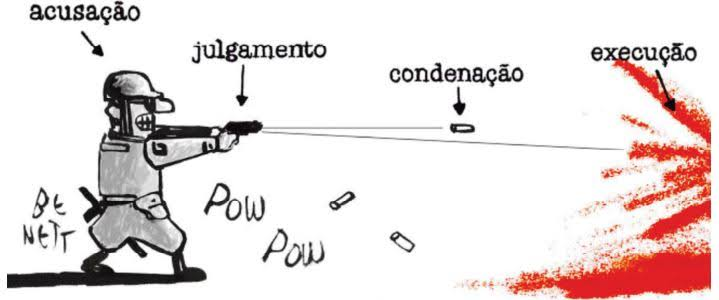 acusação
julgamento
condenação
execução
BE
NETT
POW
POW